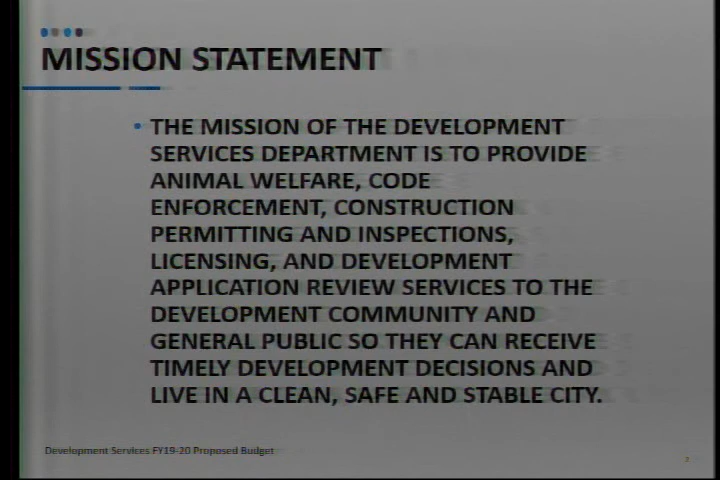 MISSION STATEMENT
• THE MISSION OF THE DEVELOPMENT
SERVICES DEPARTMENT IS TO PROVIDE
ANIMAL WELFARE, CODE
ENFORCEMENT, CONSTRUCTION
PERMITTING AND INSPECTIONS,
LICENSING, AND DEVELOPMENT
APPLICATION REVIEW SERVICES TO THE
DEVELOPMENT COMMUNITY AND
GENERAL PUBLIC SO THEY CAN RECEIVE
TIMELY DEVELOPMENT DECISIONS AND
LIVE IN A CLEAN, SAFE AND STABLE CITY.
Development Services FY19-20 Proposed Budget